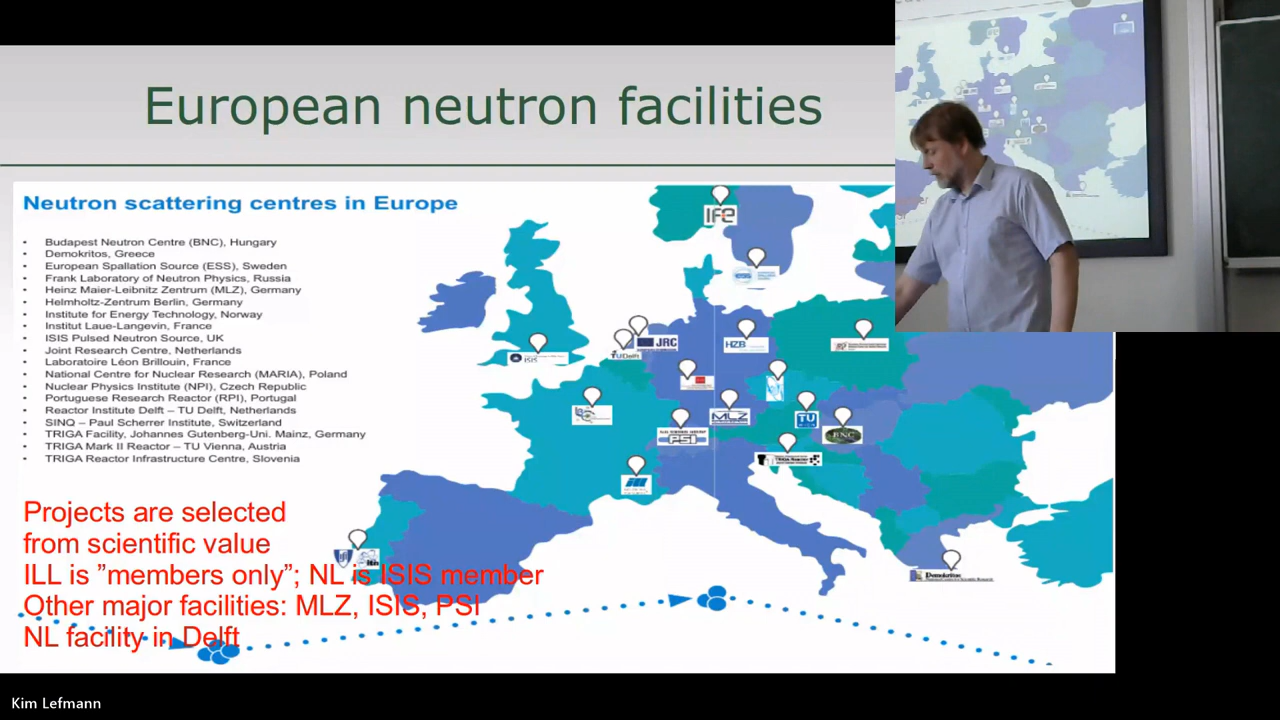 European neutron facilities
Neutron scattering centres in Europe
• Budapest Neutron Centre (BNC), Hungary
• Demokritos, Greece
• European Spallation Source (ESS), Sweden
• Frank Laboratory of Neutron Physics, Russia
• Heinz Maier-Leibnitz Zentrum (MLZ), Germany
• Helmholtz-Zentrum Berlin, Germany
• Institute for Energy Technology, Norway
• Institut Laue-Langevin, France
• ISIS Pulsed Neutron Source, UK
• Joint Research Centre, Netherlands
• Laboratoire Léon Brillouin, France
• National Centre for Nuclear Research (MARIA), Poland
• Nuclear Physics Institute (NPI), Czech Republic
• Portuguese Research Reactor (RPI), Portugal
• Reactor Institute Delft – TU Delft, Netherlands
• SINQ – Paul Scherrer Institute, Switzerland
• TRIGA Facility, Johannes Gutenberg-Uni. Mainz, Germany
• TRIGA Mark II Reactor – TU Vienna, Austria
• TRIGA Reactor Infrastructure Centre, Slovenia
IFE
ess
JRC
TUDelft
ISIS
HZB
MLZ
TU
BNC
PSI
TRIGA
itn
Demokritos
Projects are selected
from scientific value
ILL is ”members only”; NL is ISIS member
Other major facilities: MLZ, ISIS, PSI
NL facility in Delft
Kim Lefmann